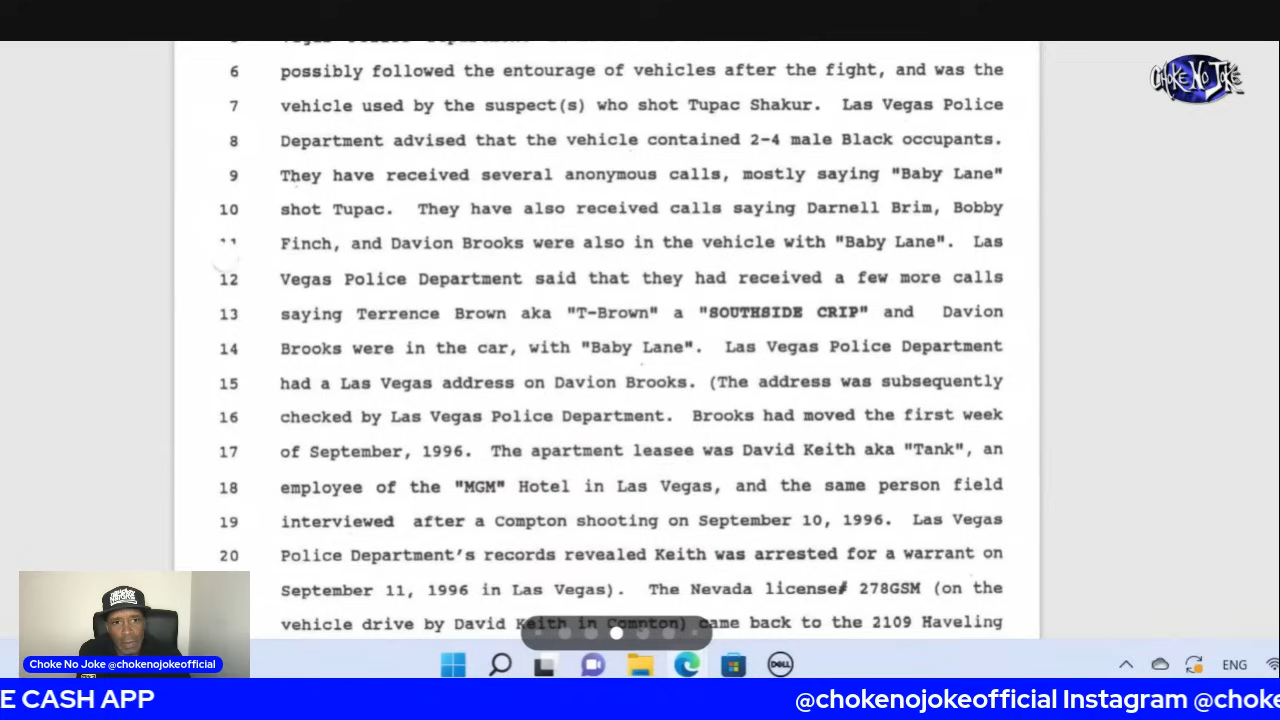 CHOKE NO JOKE
6 possibly followed the entourage of vehicles after the fight, and was the
7 vehicle used by the suspect(s) who shot Tupac Shakur. Las Vegas Police
8 Department advised that the vehicle contained 2-4 male Black occupants.
9 They have received several anonymous calls, mostly saying "Baby Lane"
10 shot Tupac. They have also received calls saying Darnell Brim, Bobby
Finch, and Davion Brooks were also in the vehicle with "Baby Lane". Las
12 Vegas Police Department said that they had received a few more calls
13 saying Terrence Brown aka "T-Brown" a "SOUTHSIDE CRIP" and Davion
14 Brooks were in the car, with "Baby Lane". Las Vegas Police Department
15 had a Las Vegas address on Davion Brooks. (The address was subsequently
16 checked by Las Vegas Police Department. Brooks had moved the first week
17 of September, 1996. The apartment leasee was David Keith aka "Tank", an
18 employee of the "MGM" Hotel in Las Vegas, and the same person field
19 interviewed after a Compton shooting on September 10, 1996. Las Vegas
20 Police Department's records revealed Keith was arrested for a warrant on
September 11, 1996 in Las Vegas). The Nevada license# 278GSM (on the
vehicle drive by David Keith in Compton) came back to the 2109 Haveling
Choke No Joke @chokenojokeofficial
DELL
ENG
E CASH APP @chokenojokeofficial Instagram @choke